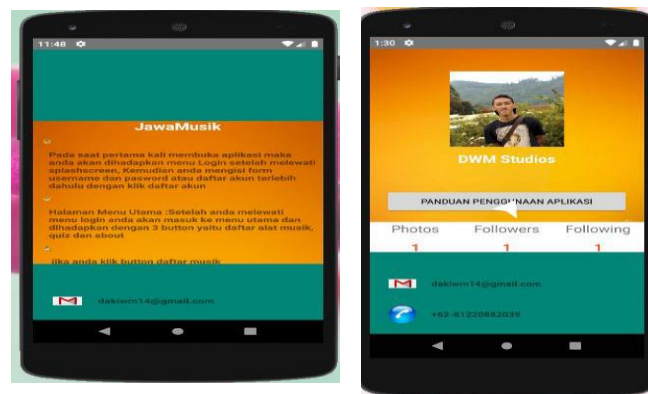 11:48
JawaMusik
Pada saat pertama kali membuka aplikasi maka
anda akan dihadapkan menu Login setelah melewati
splashscreen, Kemudian anda mengisi form
username dan pasword atau daftar akun terlebih
dahulu dengan klik daftar akun
Halaman Menu Utama :Setelah anda melewati
menu login anda akan masuk ke menu utama dan
dihadapkan dengan 3 button yaitu daftar alat musik,
quiz dan about
jika anda klik button daftar musik
dakiwm14@gmail.com
1:30
DWM Studios
PANDUAN PENGGUNAAN APLIKASI
Photos Followers Following
1 1 1
dakiwm14@gmail.com